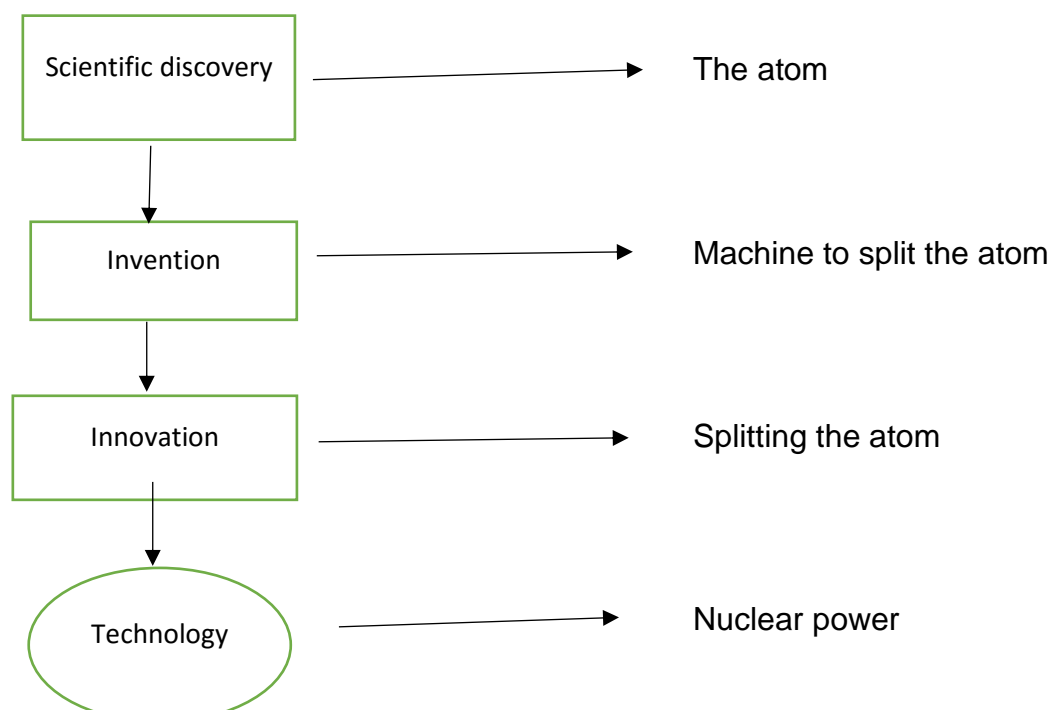 Scientific discovery
The atom
Invention
Machine to split the atom
Innovation
Splitting the atom
Technology
Nuclear power